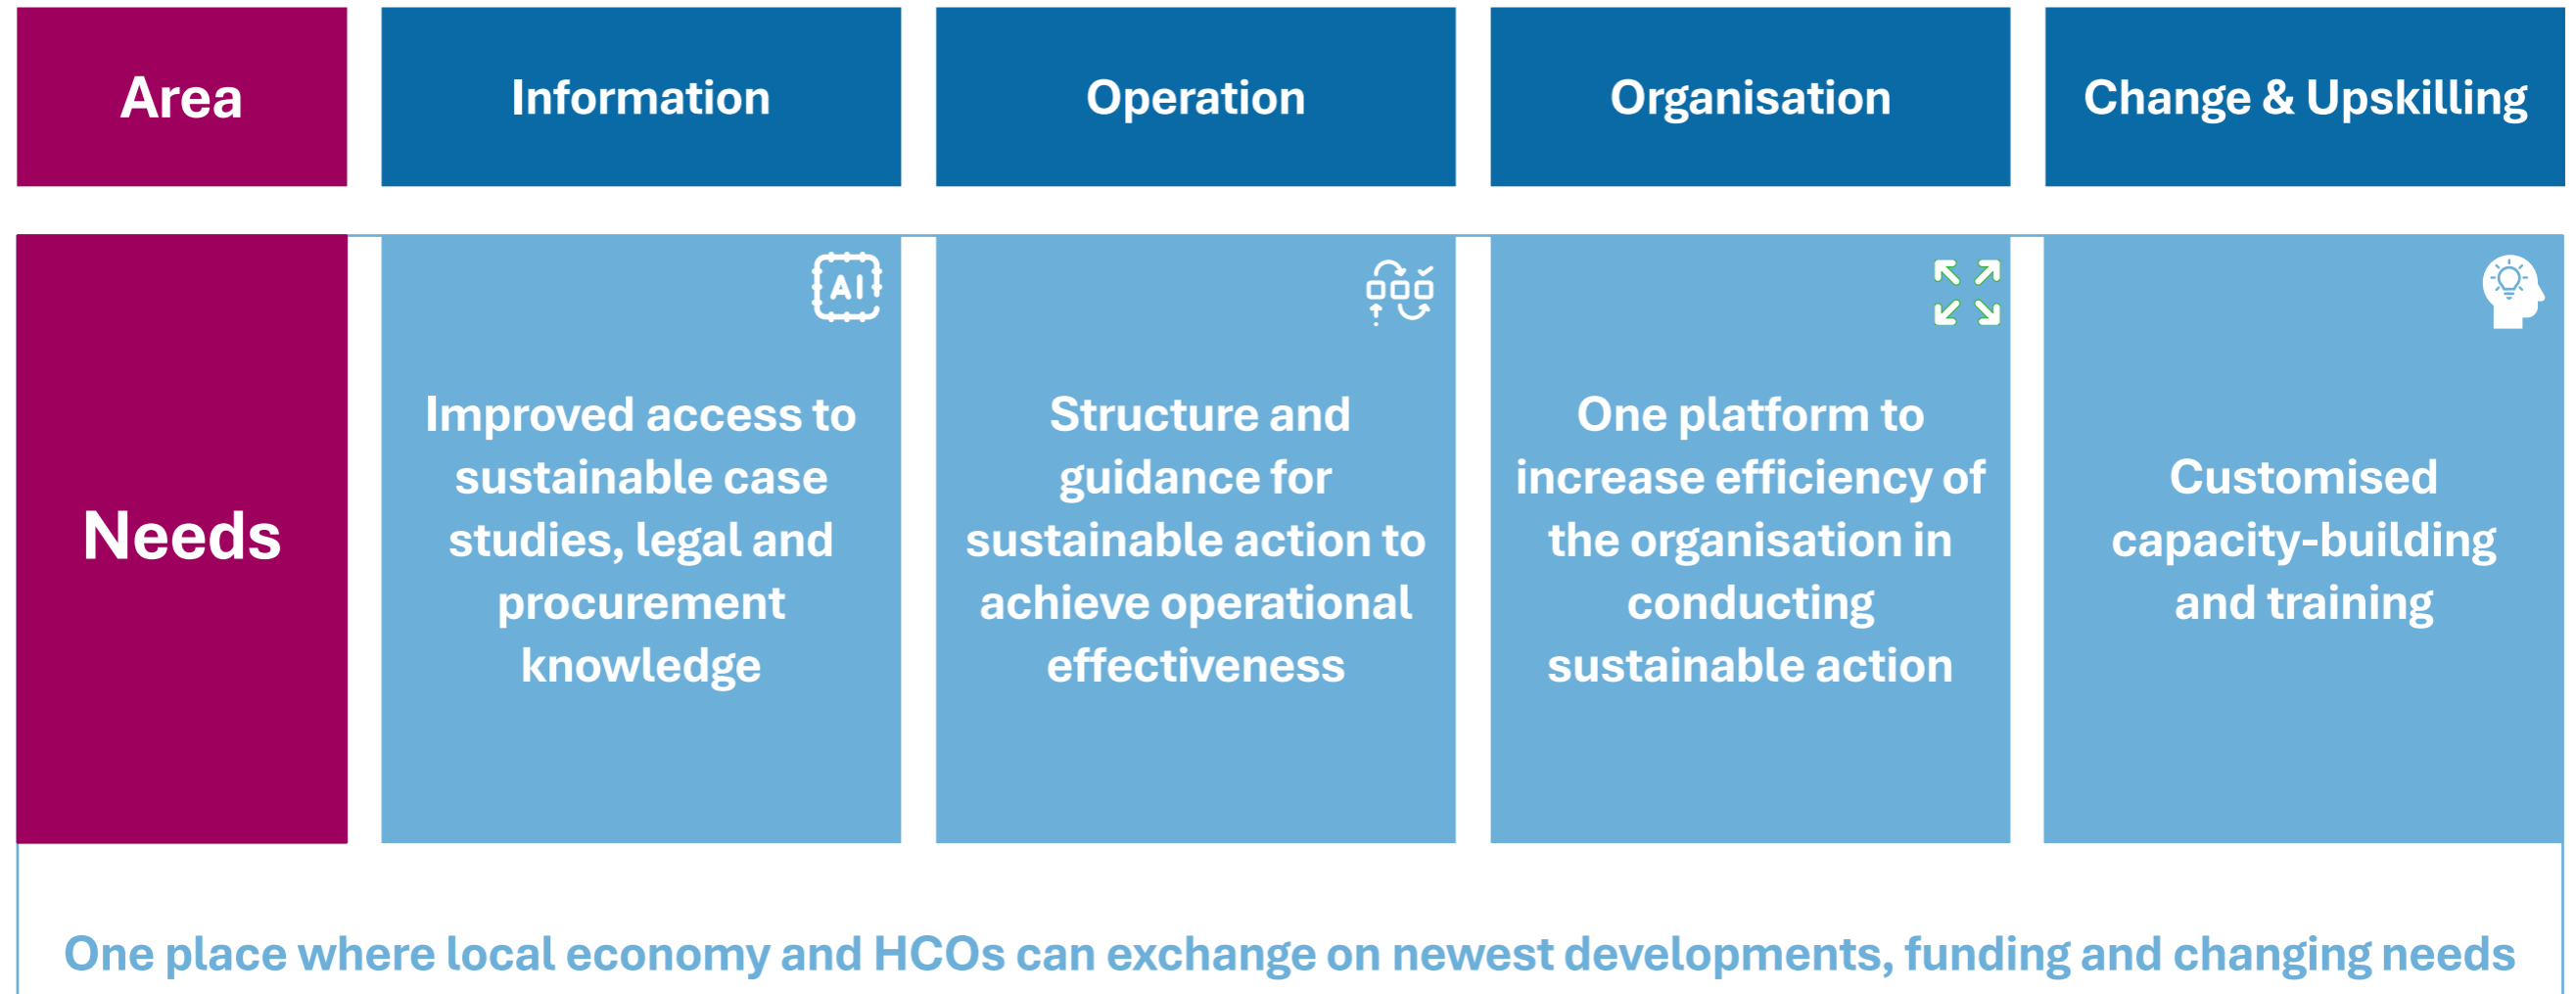 Area
Information
Operation
Organisation
Change & Upskilling
Needs
AI
Improved access to
sustainable case
studies, legal and
procurement
knowledge
Structure and
guidance for
sustainable action to
achieve operational
effectiveness
One platform to
increase efficiency of
the organisation in
conducting
sustainable action
Customised
capacity-building
and training
One place where local economy and HCOs can exchange on newest developments, funding and changing needs